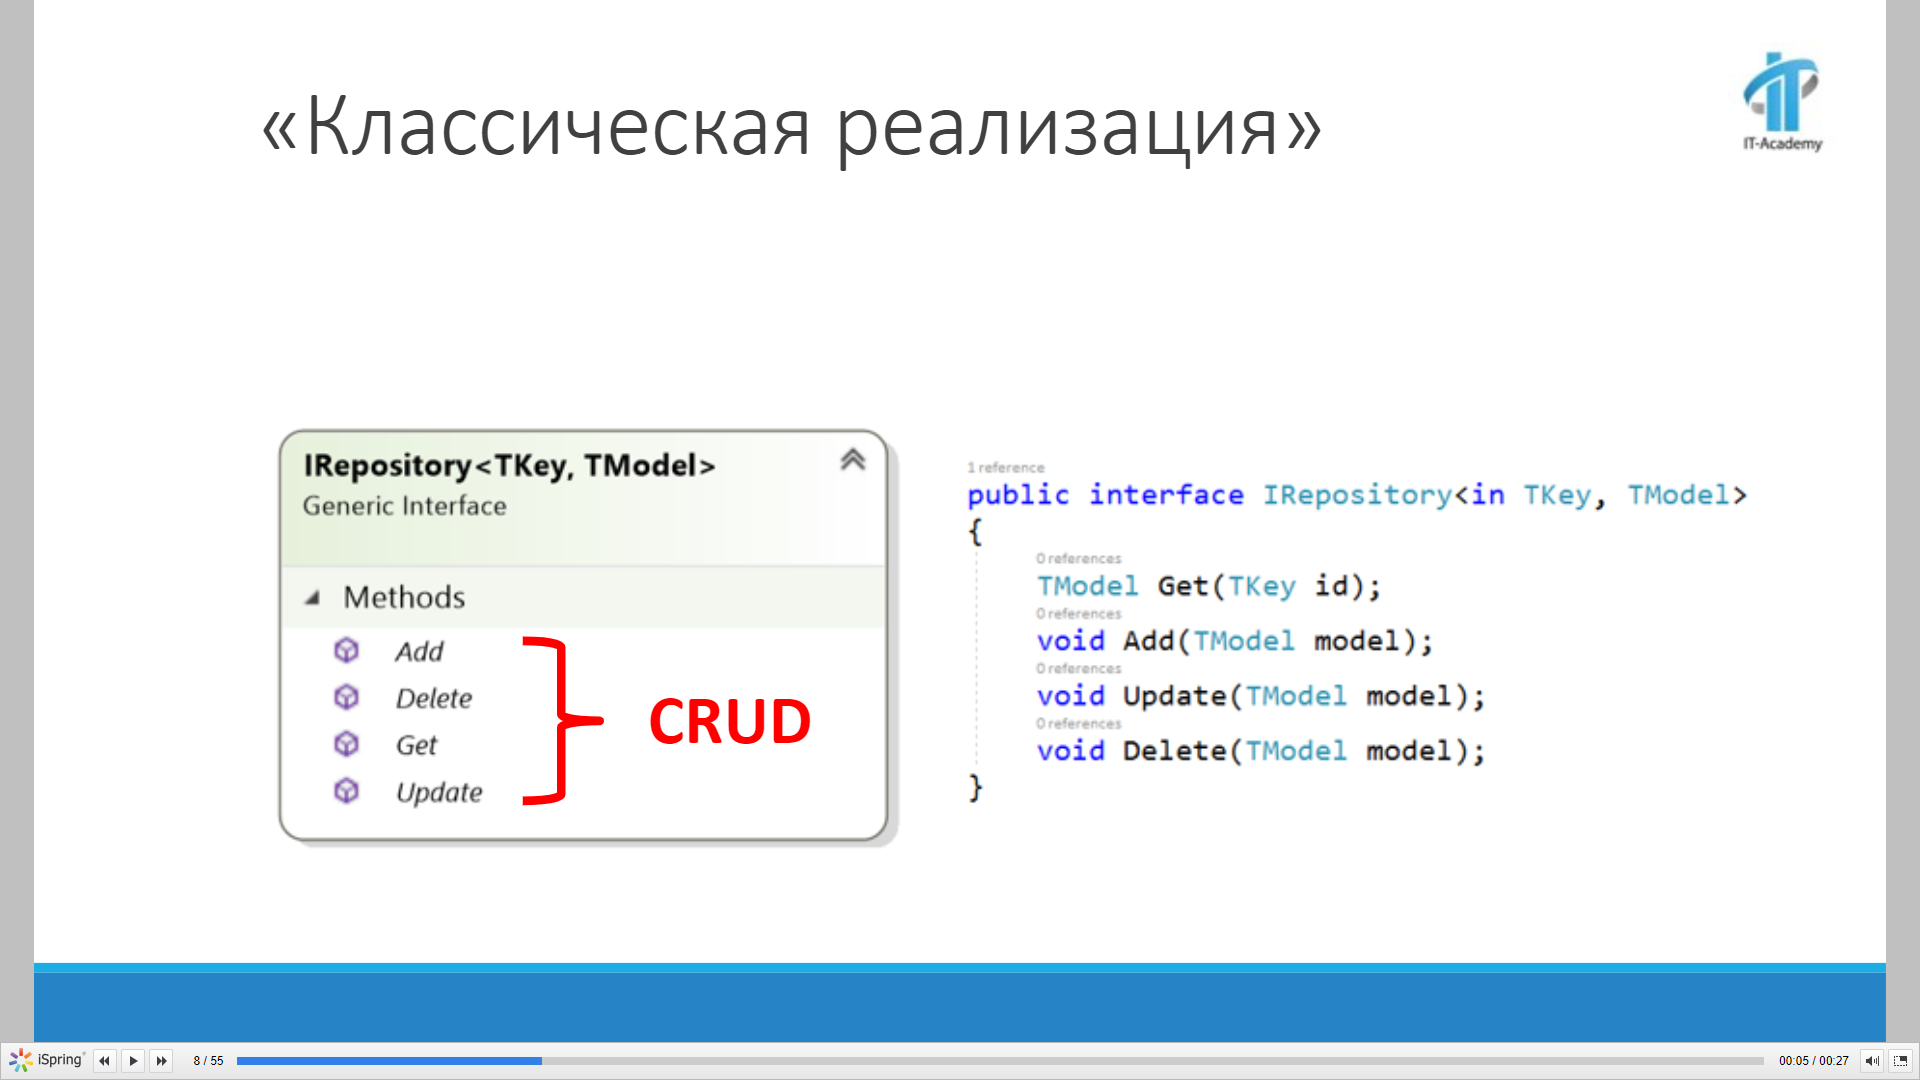 «Классическая реализация»
IT-Academy
IRepository<TKey, TModel>
Generic Interface
Methods
Add
Delete
Get
Update
CRUD
1 reference
public interface IRepository<in TKey, TModel>
{
0 references
TModel Get(TKey id);
0 references
void Add(TModel model);
0 references
void Update(TModel model);
0 references
void Delete(TModel model);
}
iSpring
8 / 55
00:05 / 00:27